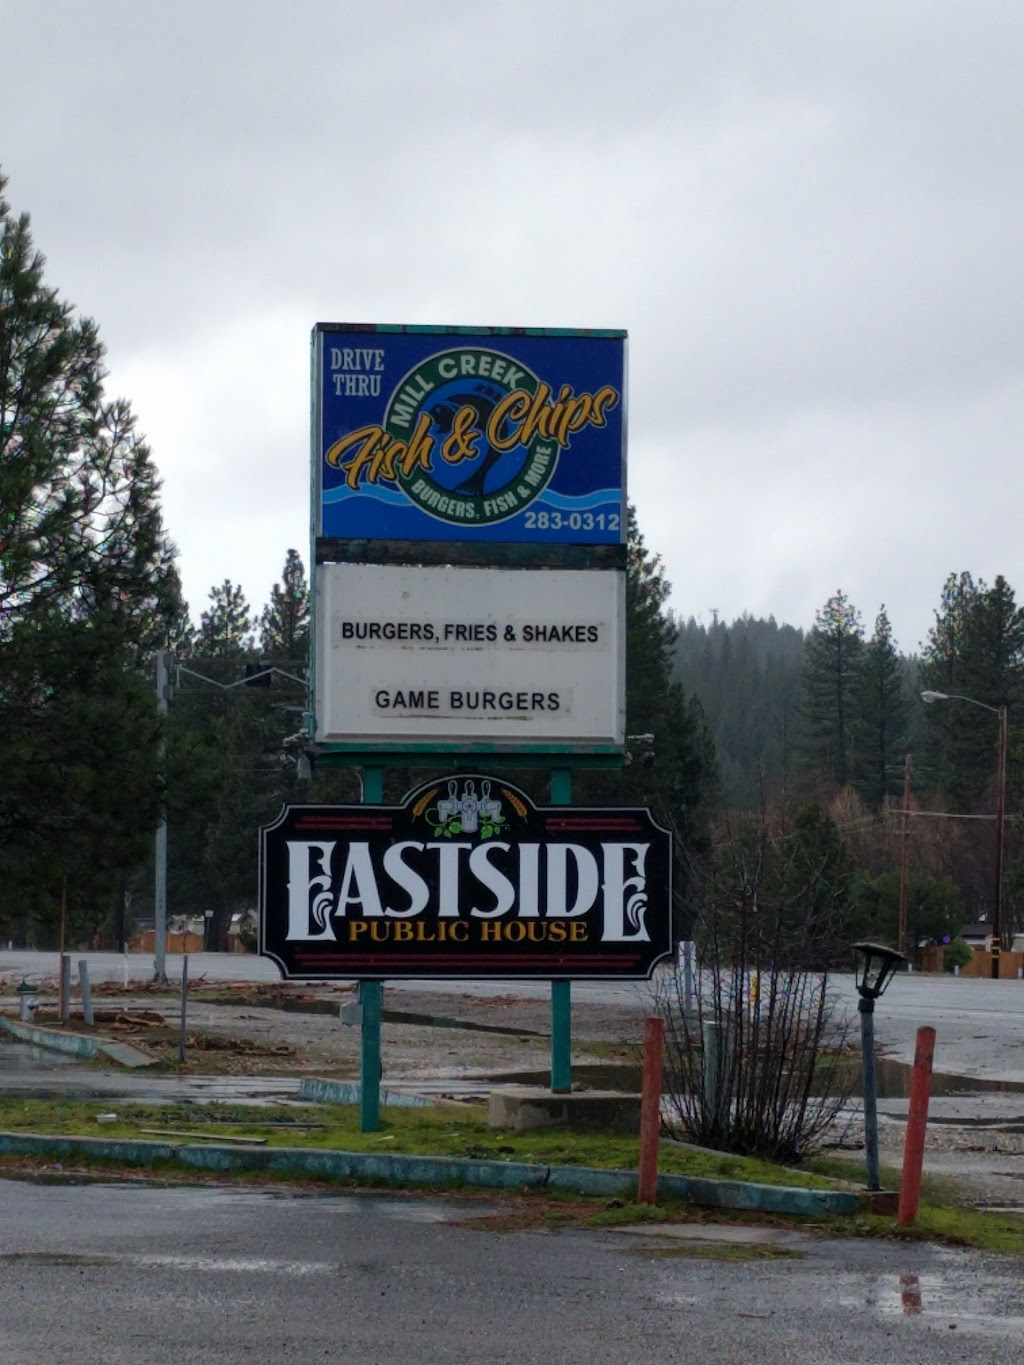 DRIVE
THRU
MILL CREEK
Fish & Chips
BURGERS, FISH & MORE
283-0312
BURGERS, FRIES & SHAKES
GAME BURGERS
EASTSIDE
PUBLIC HOUSE